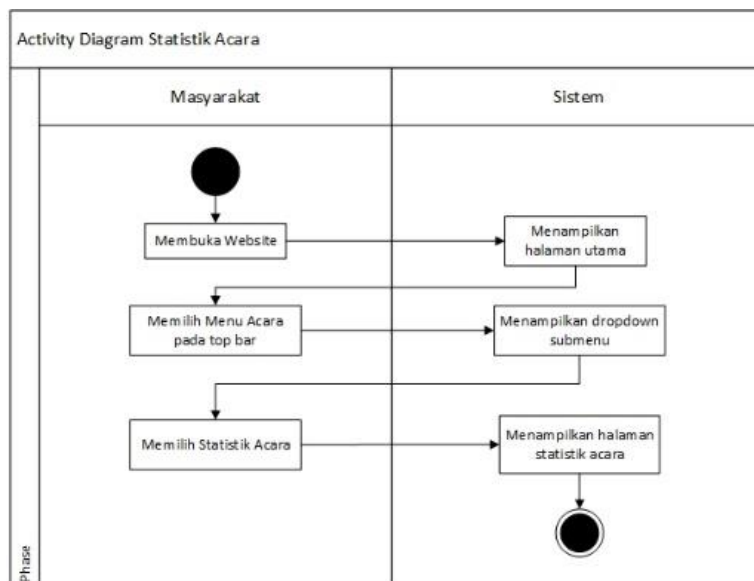 Activity Diagram Statistik Acara
Masyarakat
Sistem
Membuka Website
Menampilkan
halaman utama
Memilih Menu Acara
pada top bar
Menampilkan dropdown
submenu
Memilih Statistik Acara
Menampilkan halaman
statistik acara
Phase